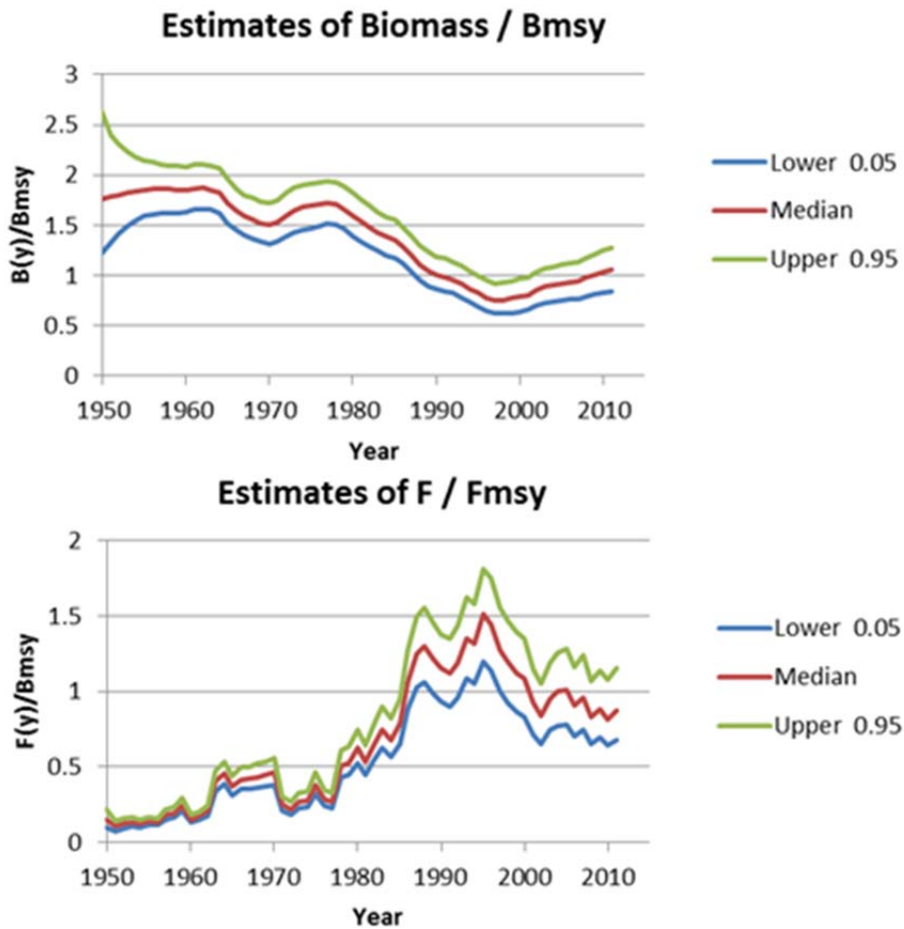 Estimates of Biomass / Bmsy
3
2.5
2
1.5
1
0.5
0
B(y)/Bmsy
1950 1960 1970 1980 1990 2000 2010
Year
Lower 0.05
Median
Upper 0.95
Estimates of F / Fmsy
2
1.5
1
0.5
0
F(y)/Bmsy
1950 1960 1970 1980 1990 2000 2010
Year
Lower 0.05
Median
Upper 0.95